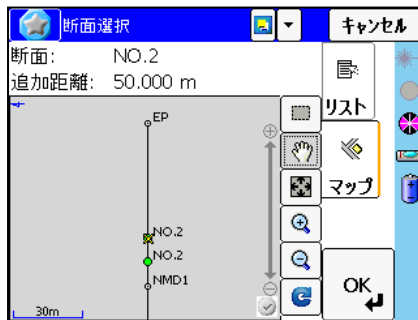 断面選択
キャンセル
断面: NO.2
追加距離: 50.000 m
リスト
マップ
EP
NO.2
NO.2
NMD1
30m
OK